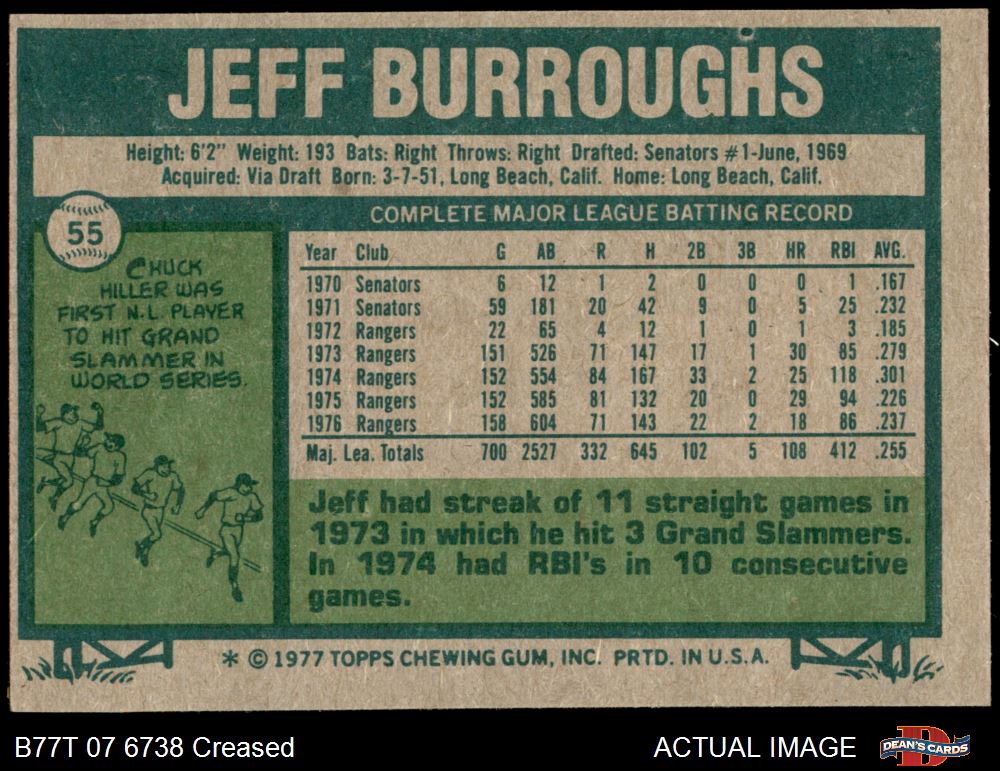 JEFF BURROUGHS
Height: 6'2" Weight: 193 Bats: Right Throws: Right Drafted: Senators #1-June, 1969
Acquired: Via Draft Born: 3-7-51, Long Beach, Calif. Home: Long Beach, Calif.
55
CHUCK
HILLER WAS
FIRST N.L. PLAYER
TO HIT GRAND
SLAMMER IN
WORLD SERIES.
COMPLETE MAJOR LEAGUE BATTING RECORD
Year Club G AB R H 2B 3B HR RBI AVG.
1970 Senators 6 12 1 2 0 0 0 1 .167
1971 Senators 59 181 20 42 9 0 5 25 .232
1972 Rangers 22 65 4 12 1 0 1 3 .185
1973 Rangers 151 526 71 147 17 1 30 85 .279
1974 Rangers 152 554 84 167 33 2 25 118 .301
1975 Rangers 152 585 81 132 20 0 29 94 .226
1976 Rangers 158 604 71 143 22 2 18 86 .237
Maj. Lea. Totals 700 2527 332 645 102 5 108 412 .255
Jeff had streak of 11 straight games in
1973 in which he hit 3 Grand Slammers.
In 1974 had RBI's in 10 consecutive
games.
* © 1977 TOPPS CHEWING GUM, INC. PRTD. IN U.S.A.
B77T 07 6738 Creased
ACTUAL IMAGE
D
DEAN'S CARDS